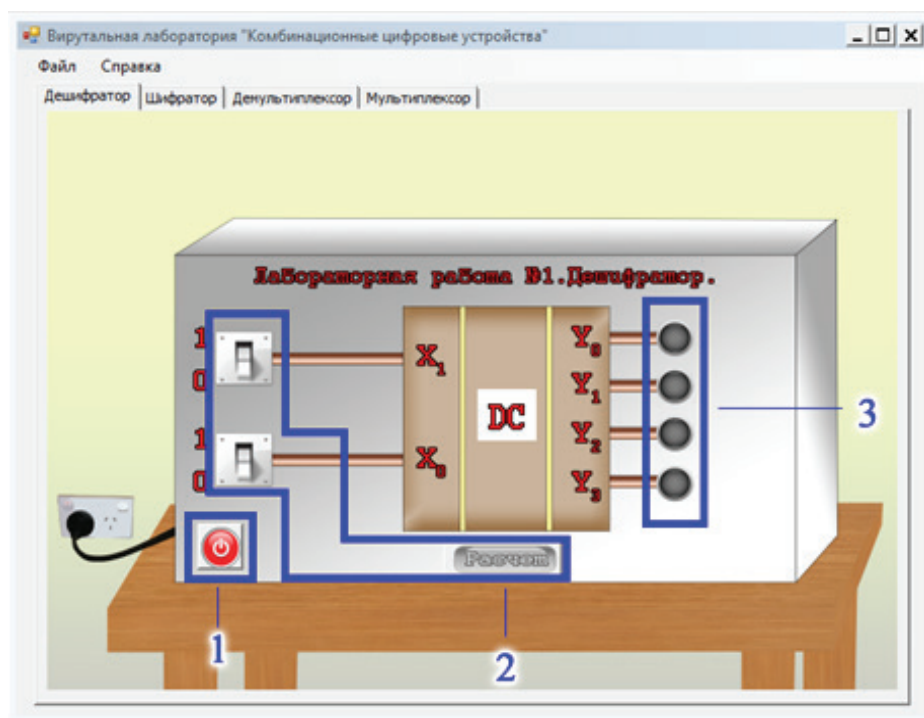 Вирутальная лаборатория "Комбинационные цифровые устройства"
Файл Справка
Дешифратор Шифратор Демультиплексор Мультиплексор
Лабораторная работа №1.Дешифратор.
1
0
X1
Y0
Y1
DC
3
1
0
X0
Y2
Y3
Расчет
1
2